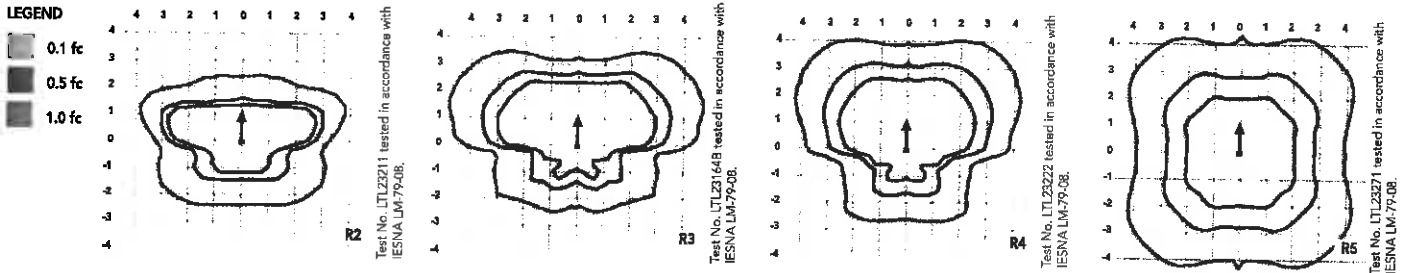 LEGEND
0.1 fc
0.5 fc
1.0 fc
4 3 2 1 0 1 2 3 4
4
3
2
1
0
-1
-2
-3
-4
R2
Test No. LTL23211 tested in accordance with
IESNA LM-79-08.
4 3 2 1 0 1 2 3 4
4
3
2
1
0
-1
-2
-3
-4
R3
Test No. LTL23164B tested in accordance with
IESNA LM-79-08.
4 3 2 1 0 1 2 3 4
4
3
2
1
0
-1
-2
-3
-4
R4
Test No. LTL23222 tested in accordance with
IESNA LM-79-08.
4 3 2 1 0 1 2 3 4
4
3
2
1
0
-1
-2
-3
-4
R5
Test No. LTL23271 tested in accordance with
IESNA LM-79-08.